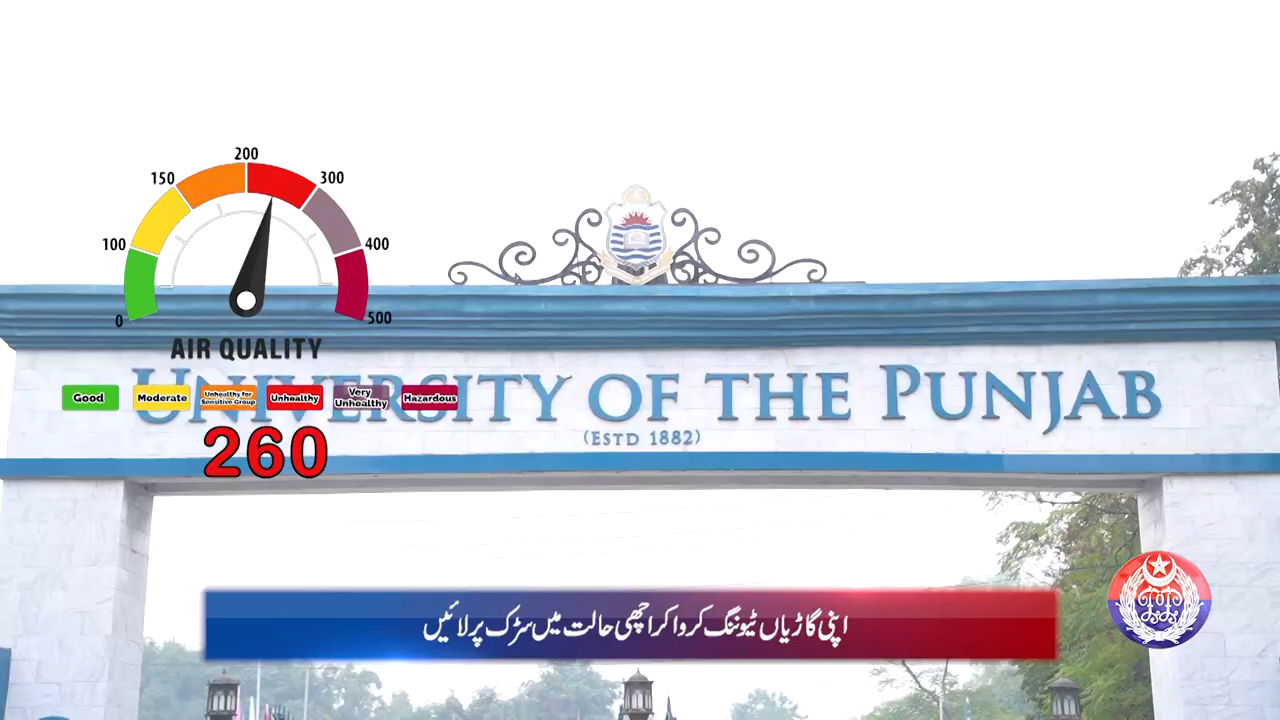 200
150
300
100
400
0
500
AIR QUALITY
Good
Moderate
Unhealthy for
Sensitive Group
Unhealthy
Very
Unhealthy
Hazardous
UNIVERSITY OF THE PUNJAB
(ESTD 1882)
260
اپنی گاڑیاں ٹیوننگ کروا کر اچھی حالت میں سڑک پر لائیں